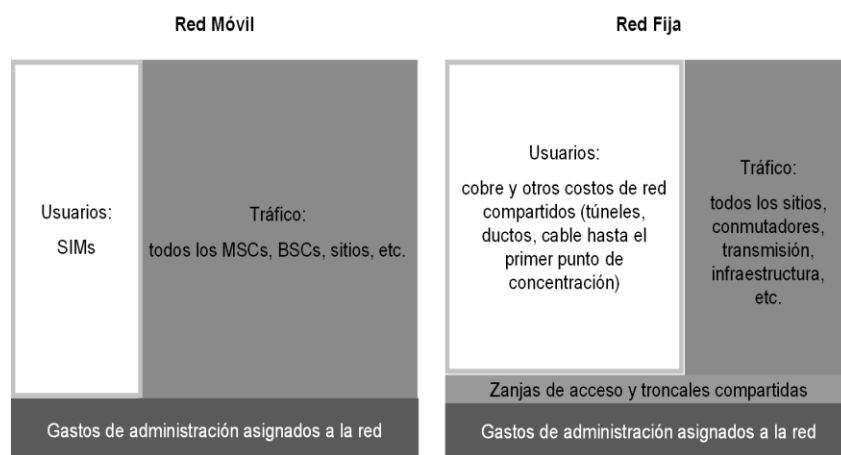 Red Móvil
Usuarios:
SIMs
Tráfico:
todos los MSCs, BSCs, sitios, etc.
Gastos de administración asignados a la red
Red Fija
Usuarios:
cobre y otros costos de red
compartidos (túneles,
ductos, cable hasta el
primer punto de
concentración)
Tráfico:
todos los sitios,
conmutadores,
transmisión,
infraestructura,
etc.
Zanjas de acceso y troncales compartidas
Gastos de administración asignados a la red